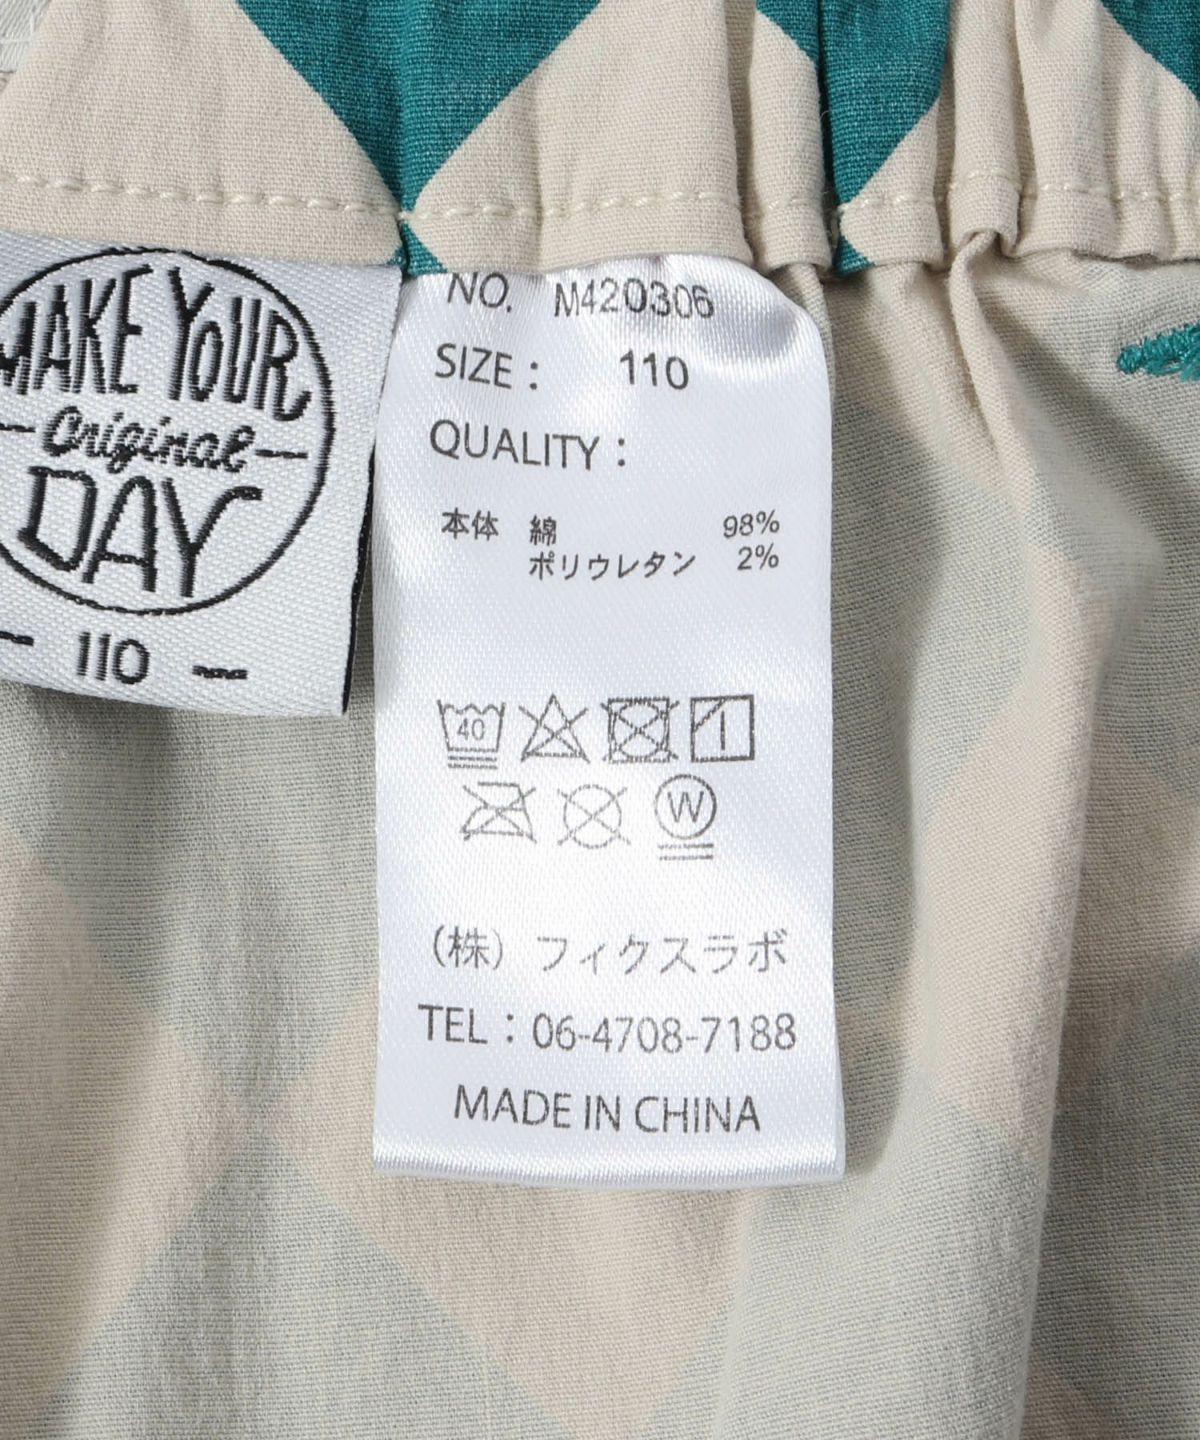 MAKE YOUR
Original
DAY
110
NO. M420306
SIZE : 110
QUALITY :
本体 綿 98%
ポリウレタン 2%
40
W
(株) フィクスラボ
TEL : 06-4708-7188
MADE IN CHINA